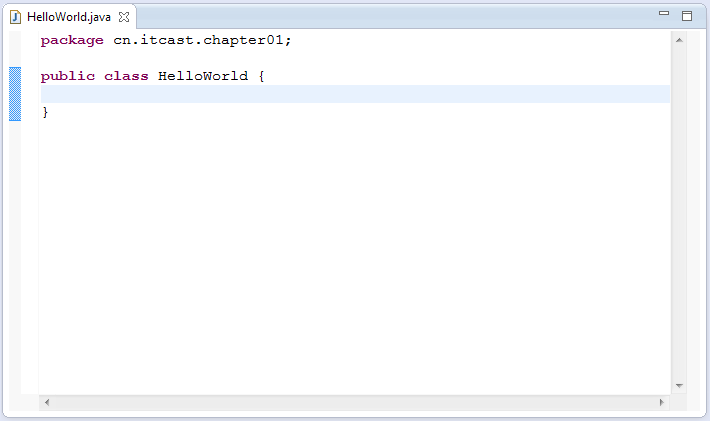 HelloWorld.java
package cn.itcast.chapter01;
public class HelloWorld {
}